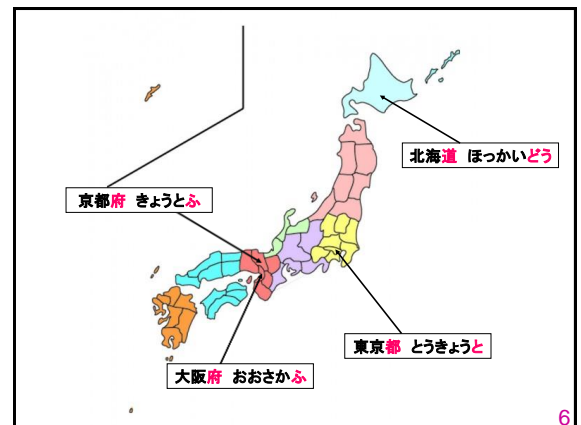 北海道 ほっかいどう
京都府 きょうとふ
東京都 とうきょうと
大阪府 おおさかふ
6